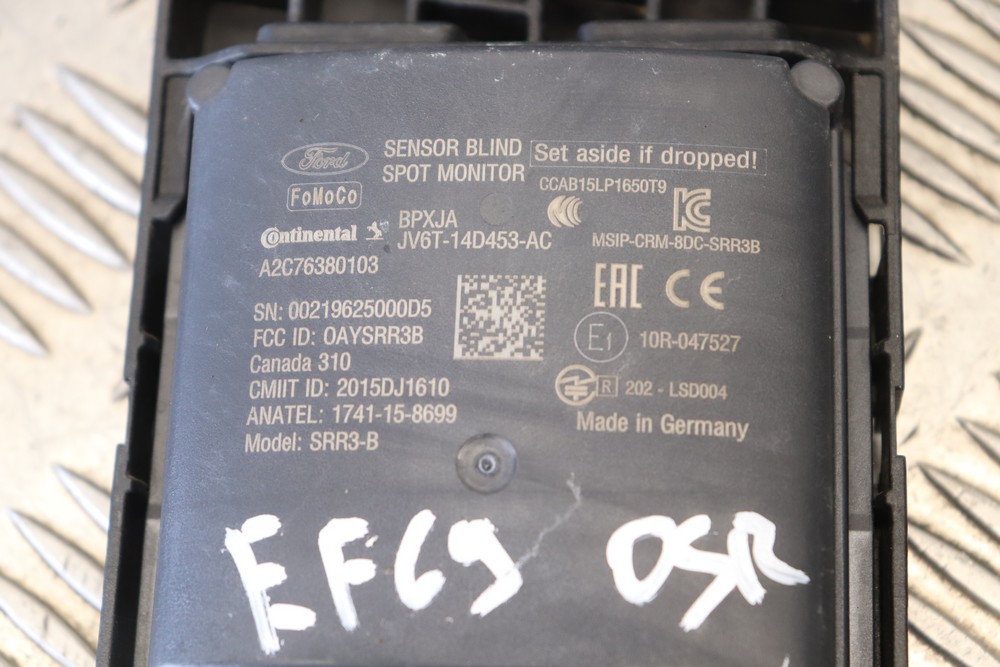 Ford
SENSOR BLIND
SPOT MONITOR
Set aside if dropped!
FoMoCo
CCAB15LP1650T9
Continental
BPXJA
JV6T-14D453-AC
MSIP-CRM-8DC-SRR3B
A2C76380103
EAC CE
SN: 00219625000D5
FCC ID: OAYSRR3B
Canada 310
CMIIT ID: 2015DJ1610
ANATEL: 1741-15-8699
Model: SRR3-B
E1 10R-047527
R 202 - LSD004
Made in Germany
EF69 OSR